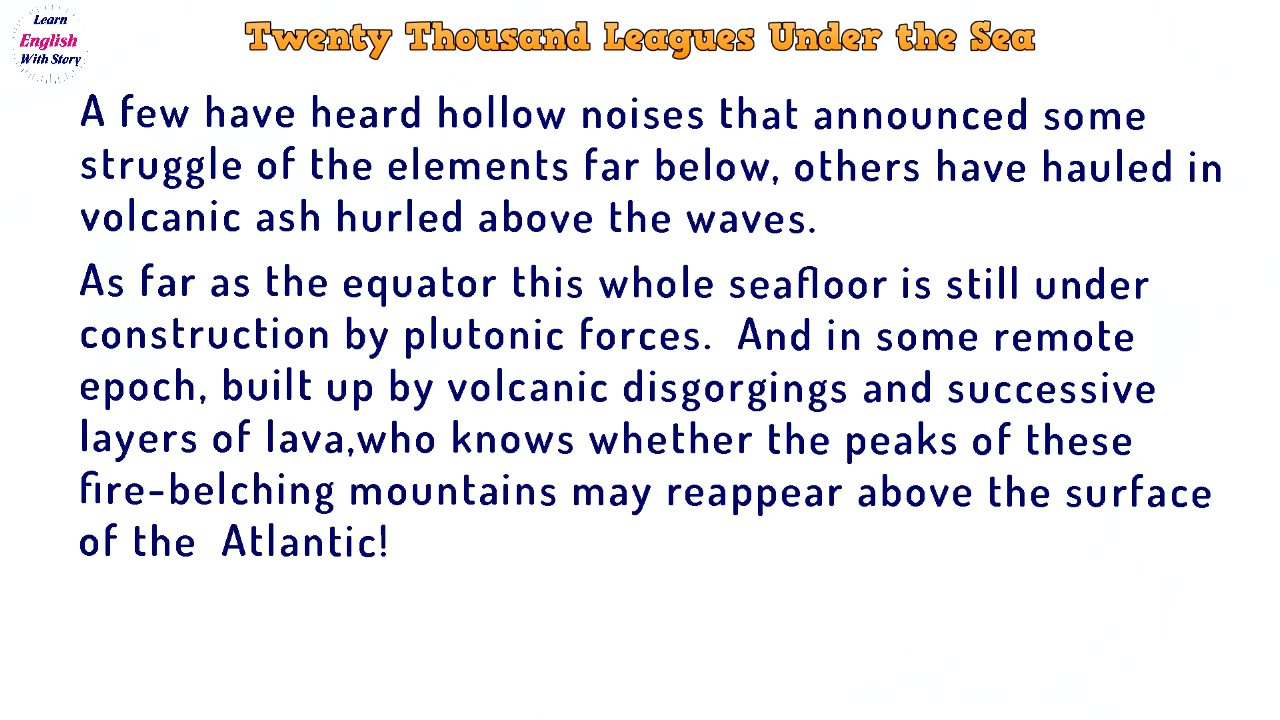 Learn
English
With Story
Twenty Thousand Leagues Under the Sea
A few have heard hollow noises that announced some
struggle of the elements far below, others have hauled in
volcanic ash hurled above the waves.
As far as the equator this whole seafloor is still under
construction by plutonic forces.  And in some remote
epoch, built up by volcanic disgorgings and successive
layers of lava,who knows whether the peaks of these
fire-belching mountains may reappear above the surface
of the  Atlantic!